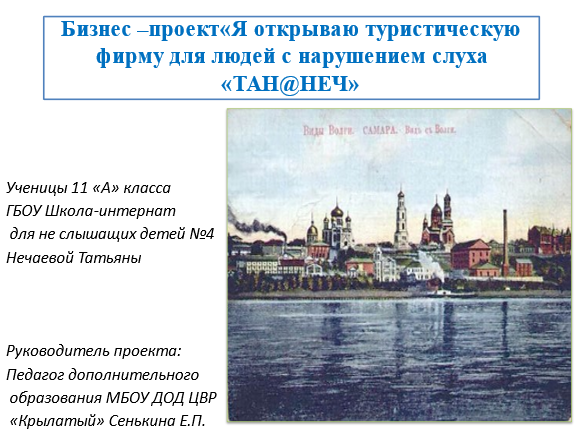 Бизнес –проект«Я открываю туристическую
фирму для людей с нарушением слуха
«ТАН@НЕЧ»
Виды Волги. САМАРА. Видъ съ Волги.
Ученицы 11 «А» класса
ГБОУ Школа-интернат
для не слышащих детей №4
Нечаевой Татьяны
Руководитель проекта:
Педагог дополнительного
образования МБОУ ДОД ЦВР
«Крылатый» Сенькина Е.П.